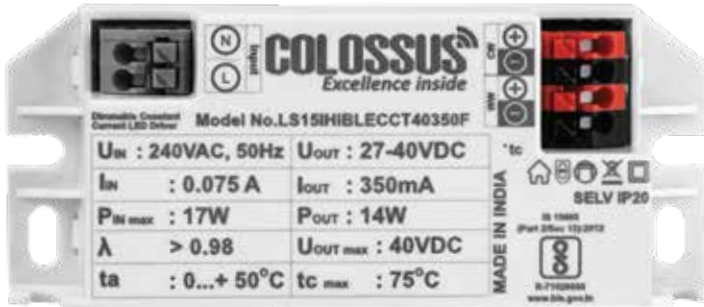 N
L
Input
COLOSSUS
Excellence inside
CW
WW
Dimmable Constant
Current LED Driver
Model No.LS15IHIBLECCT40350F
UIN : 240VAC, 50Hz
UOUT : 27-40VDC
IIN : 0.075 A
IOUT : 350mA
PIN max : 17W
POUT : 14W
λ > 0.98
UOUT max : 40VDC
ta : 0...+ 50°C
tc max : 75°C
MADE IN INDIA
*tc
SELV IP20
(Part 2/Sec 13):2012
www.bis.gov.in